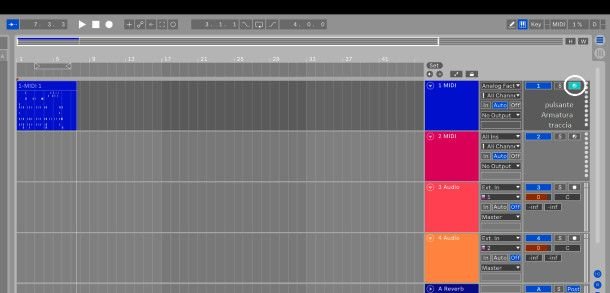 7. 3. 3
3. 1. 1
4. 0. 0
Key
MIDI
1 %
D
H
W
1
5
9
13
17
21
25
29
33
37
41
Set
1-MIDI 1
1 MIDI
Analog Fact
1
S
All Chann
In Auto Off
No Output
pulsante
Armatura
traccia
2 MIDI
All Ins
2
S
All Chann
In Auto Off
No Output
3 Audio
Ext. In
3
S
1
0
C
In Auto Off
-inf -inf
Master
4 Audio
Ext. In
4
S
2
0
C
In Auto Off
-inf -inf
Master
A Reverb
A
S
Post